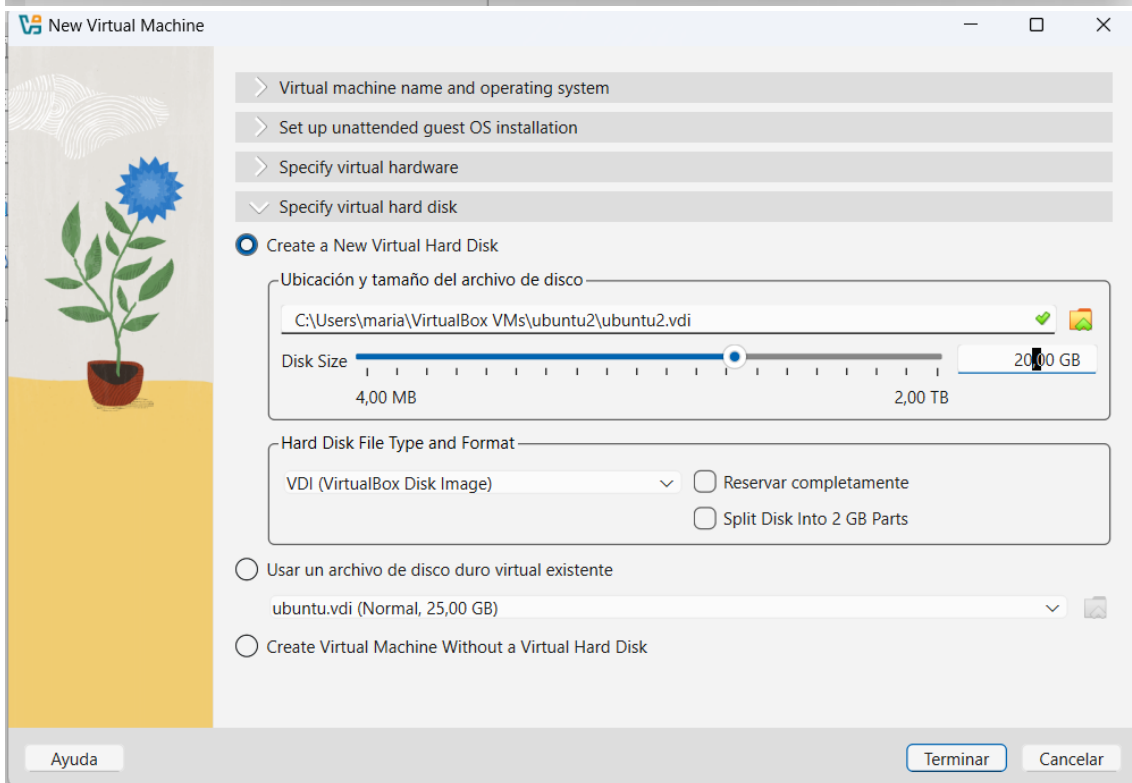 New Virtual Machine
Virtual machine name and operating system
Set up unattended guest OS installation
Specify virtual hardware
Specify virtual hard disk
Create a New Virtual Hard Disk
Ubicación y tamaño del archivo de disco
C:\Users\maria\VirtualBox VMs\ubuntu2\ubuntu2.vdi
Disk Size 20,00 GB
4,00 MB 2,00 TB
Hard Disk File Type and Format
VDI (VirtualBox Disk Image) Reservar completamente
Split Disk Into 2 GB Parts
Usar un archivo de disco duro virtual existente
ubuntu.vdi (Normal, 25,00 GB)
Create Virtual Machine Without a Virtual Hard Disk
Ayuda Terminar Cancelar